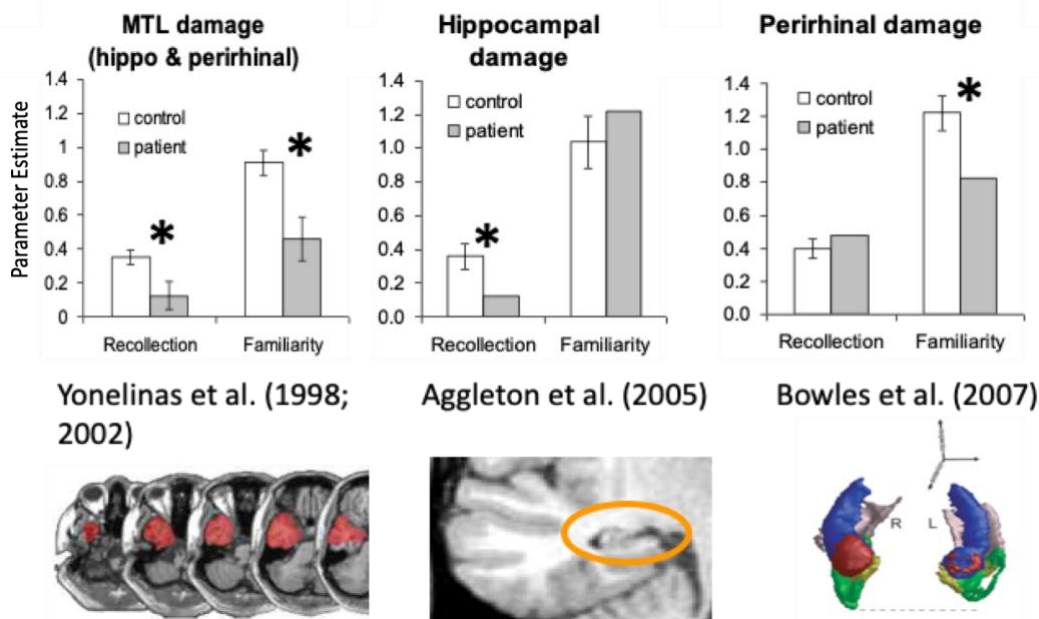 MTL damage
(hippo & perirhinal)
Parameter Estimate
1.4
1.2
1
0.8
0.6
0.4
0.2
0
control
patient
*
*
Recollection
Familiarity
Hippocampal
damage
1.4
1.2
1.0
0.8
0.6
0.4
0.2
0.0
control
patient
*
Recollection
Familiarity
Perirhinal damage
1.4
1.2
1.0
0.8
0.6
0.4
0.2
0.0
control
patient
*
Recollection
Familiarity
Yonelinas et al. (1998;
2002)
Aggleton et al. (2005)
Bowles et al. (2007)
R
L